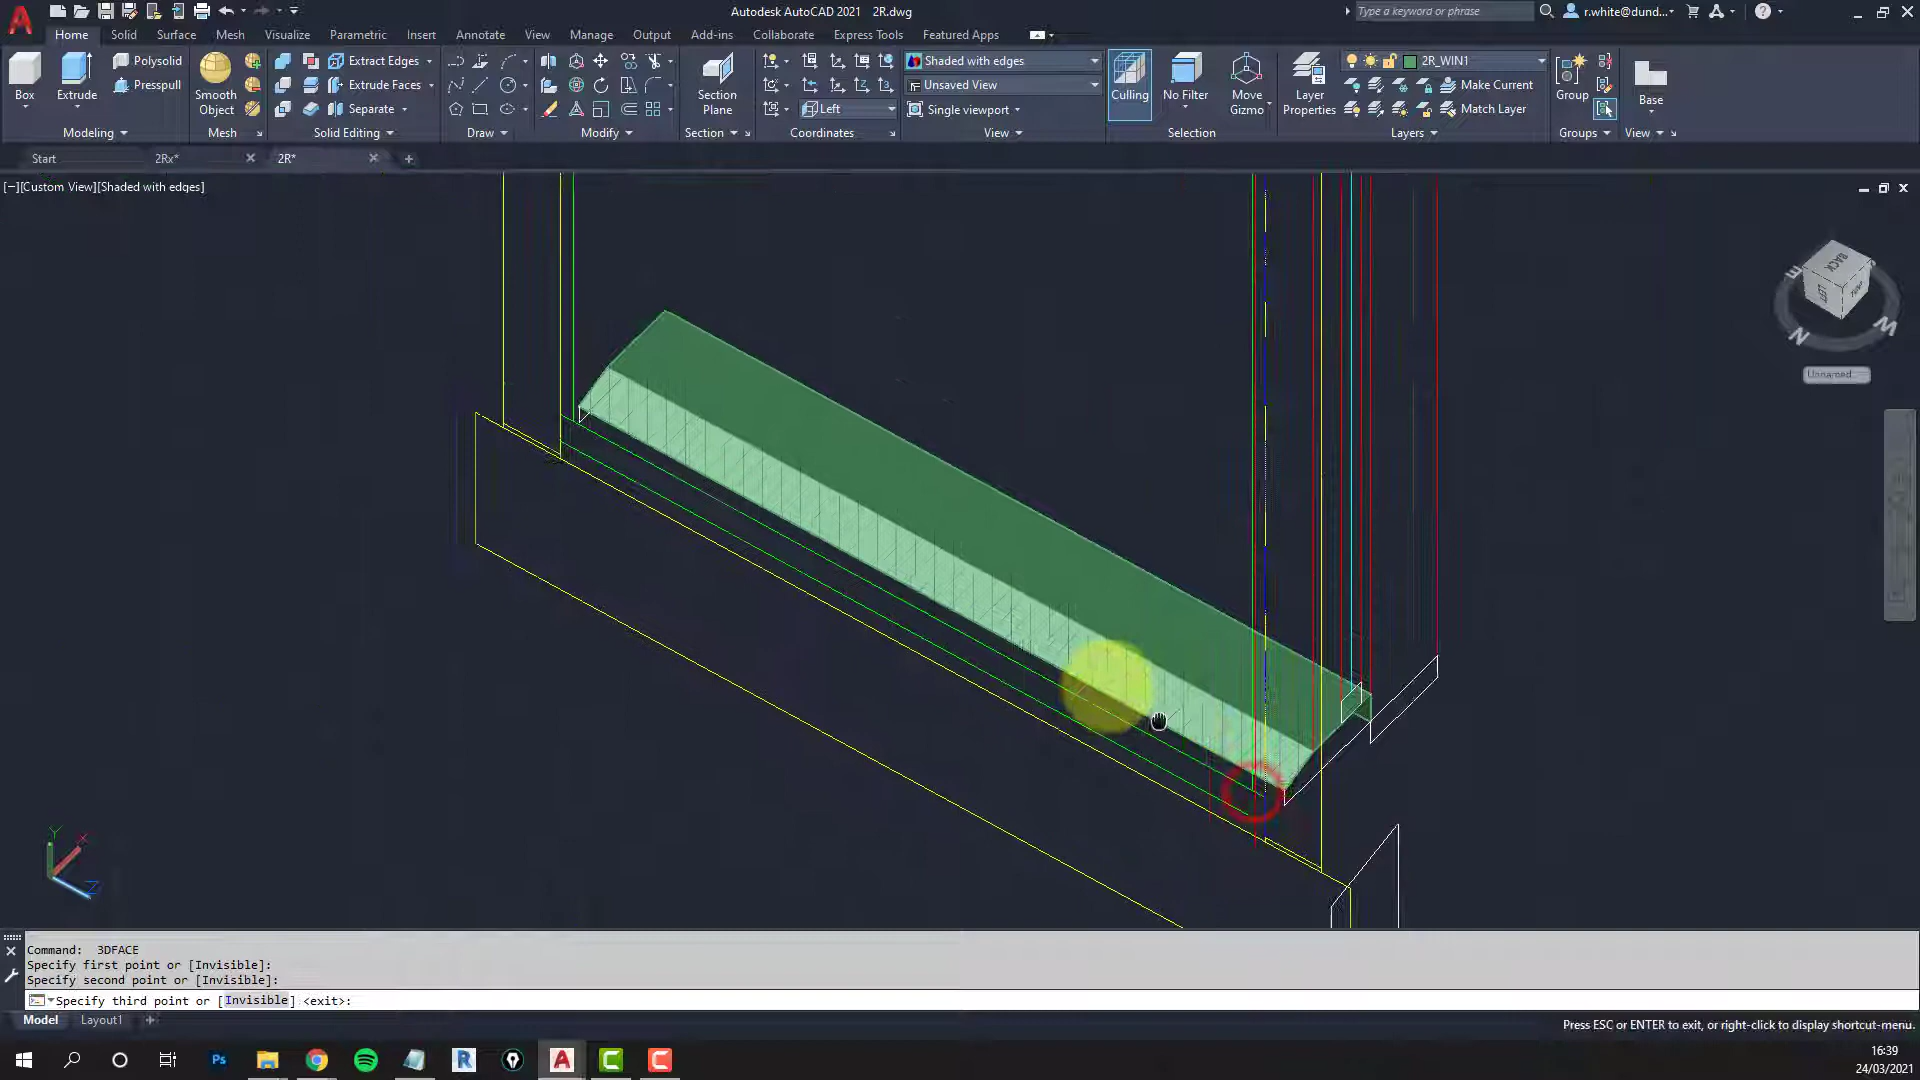 Autodesk AutoCAD 2021 2R.dwg
Type a keyword or phrase
r.white@dund...
Home Solid Surface Mesh Visualize Parametric Insert Annotate View Manage Output Add-ins Collaborate Express Tools Featured Apps
Box
Extrude
Polysolid
Presspull
Smooth
Object
Extract Edges
Extrude Faces
Separate
Section
Plane
Left
Shaded with edges
Unsaved View
Single viewport
Culling
No Filter
Move
Gizmo
Layer
Properties
2R_WIN1
Make Current
Match Layer
Group
Base
Modeling Mesh Solid Editing Draw Modify Section Coordinates View Selection Layers Groups View
Start 2Rx* 2R*
[−][Custom View][Shaded with edges]
BACK
E
N
W
Unnamed
Y
X
Z
Command: 3DFACE
Specify first point or [Invisible]:
Specify second point or [Invisible]:
Specify third point or [Invisible] <exit>:
Model Layout1
Press ESC or ENTER to exit, or right-click to display shortcut-menu.
Ps
R
A
C
C
16:39
24/03/2021